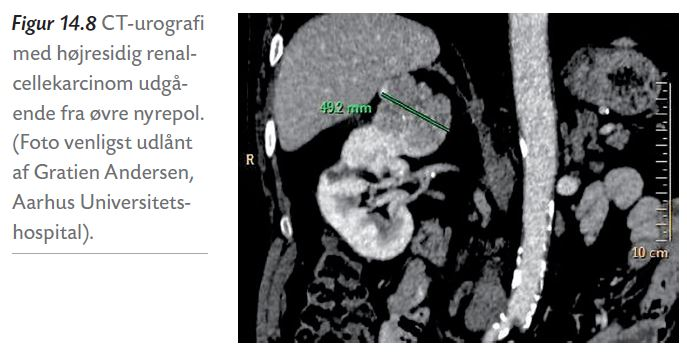 Figur 14.8 CT-urografi
med højresidig renal-
cellekarcinom udgå-
ende fra øvre nyrepol.
(Foto venligst udlånt
af Gratien Andersen,
Aarhus Universitets-
hospital).
49.2 mm
R
10 cm